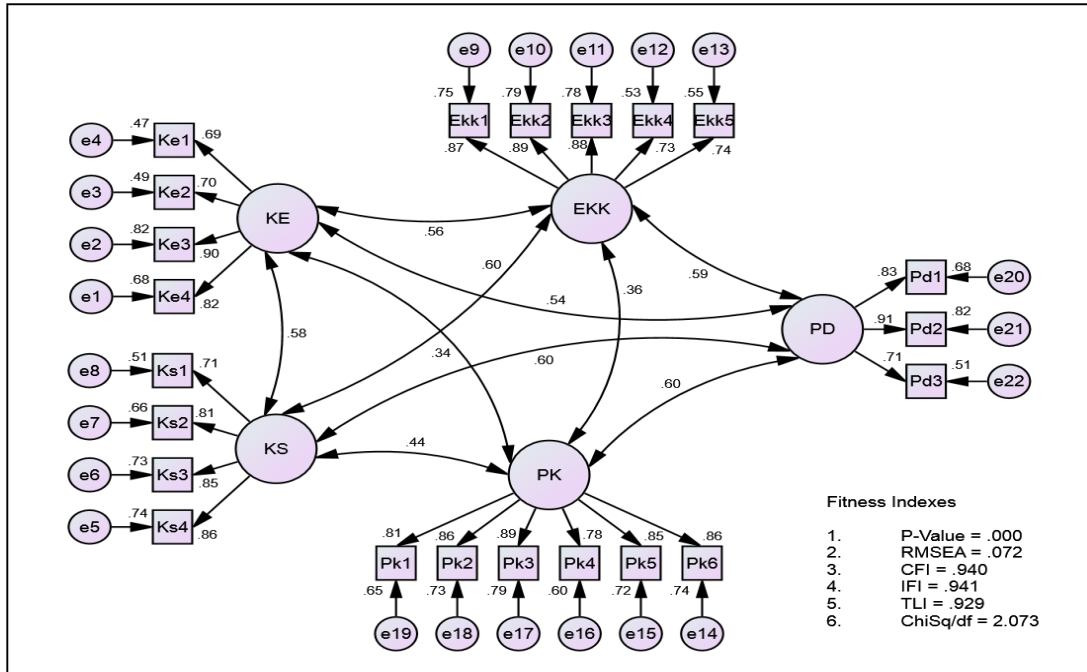 e9 e10 e11 e12 e13
.75 .79 .78 .53 .55
Ekk1 Ekk2 Ekk3 Ekk4 Ekk5
.87 .89 .88 .73 .74
e4 .47 Ke1 .69
e3 .49 Ke2 .70
e2 .82 Ke3 .90
e1 .68 Ke4 .82
KE
EKK
.56
.60
.36
.59
.54
.58
.34
.60
.60
.44
PD
.83 Pd1 .68 e20
.91 Pd2 .82 e21
.71 Pd3 .51 e22
e8 .51 Ks1 .71
e7 .66 Ks2 .81
e6 .73 Ks3 .85
e5 .74 Ks4 .86
KS
PK
.81 .86 .89 .78 .85 .86
Pk1 Pk2 Pk3 Pk4 Pk5 Pk6
.65 .73 .79 .60 .72 .74
e19 e18 e17 e16 e15 e14
Fitness Indexes
1. P-Value = .000
2. RMSEA = .072
3. CFI = .940
4. IFI = .941
5. TLI = .929
6. ChiSq/df = 2.073